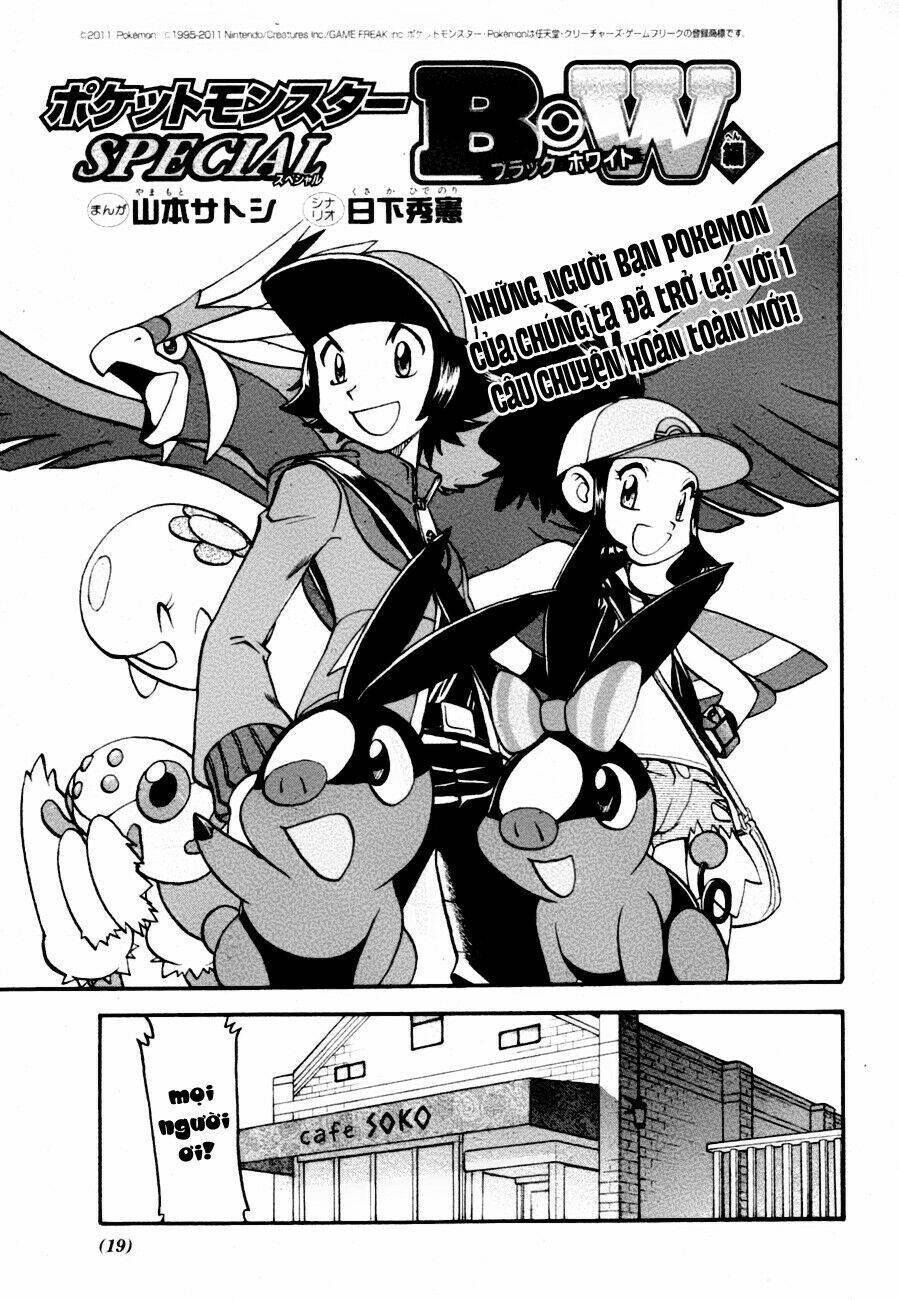 ©2011 Pokémon ©1995-2011 Nintendo/Creatures Inc./GAME FREAK inc. ポケットモンスター・Pokémonは任天堂・クリーチャーズ・ゲームフリークの登録商標です。
ポケットモンスター
SPECIAL
スペシャル
B・W
ブラック ホワイト
へん
編
やまもと
まんが 山本サトシ
くさかひでのり
シナリオ 日下秀憲
NHỮNG NGƯỜI BẠN POKEMON
CỦA CHÚNG TA ĐÃ TRỞ LẠI VỚI 1
CÂU CHUYỆN HOÀN TOÀN MỚI!
mọi
người
ơi!
cafe SOKO
(19)